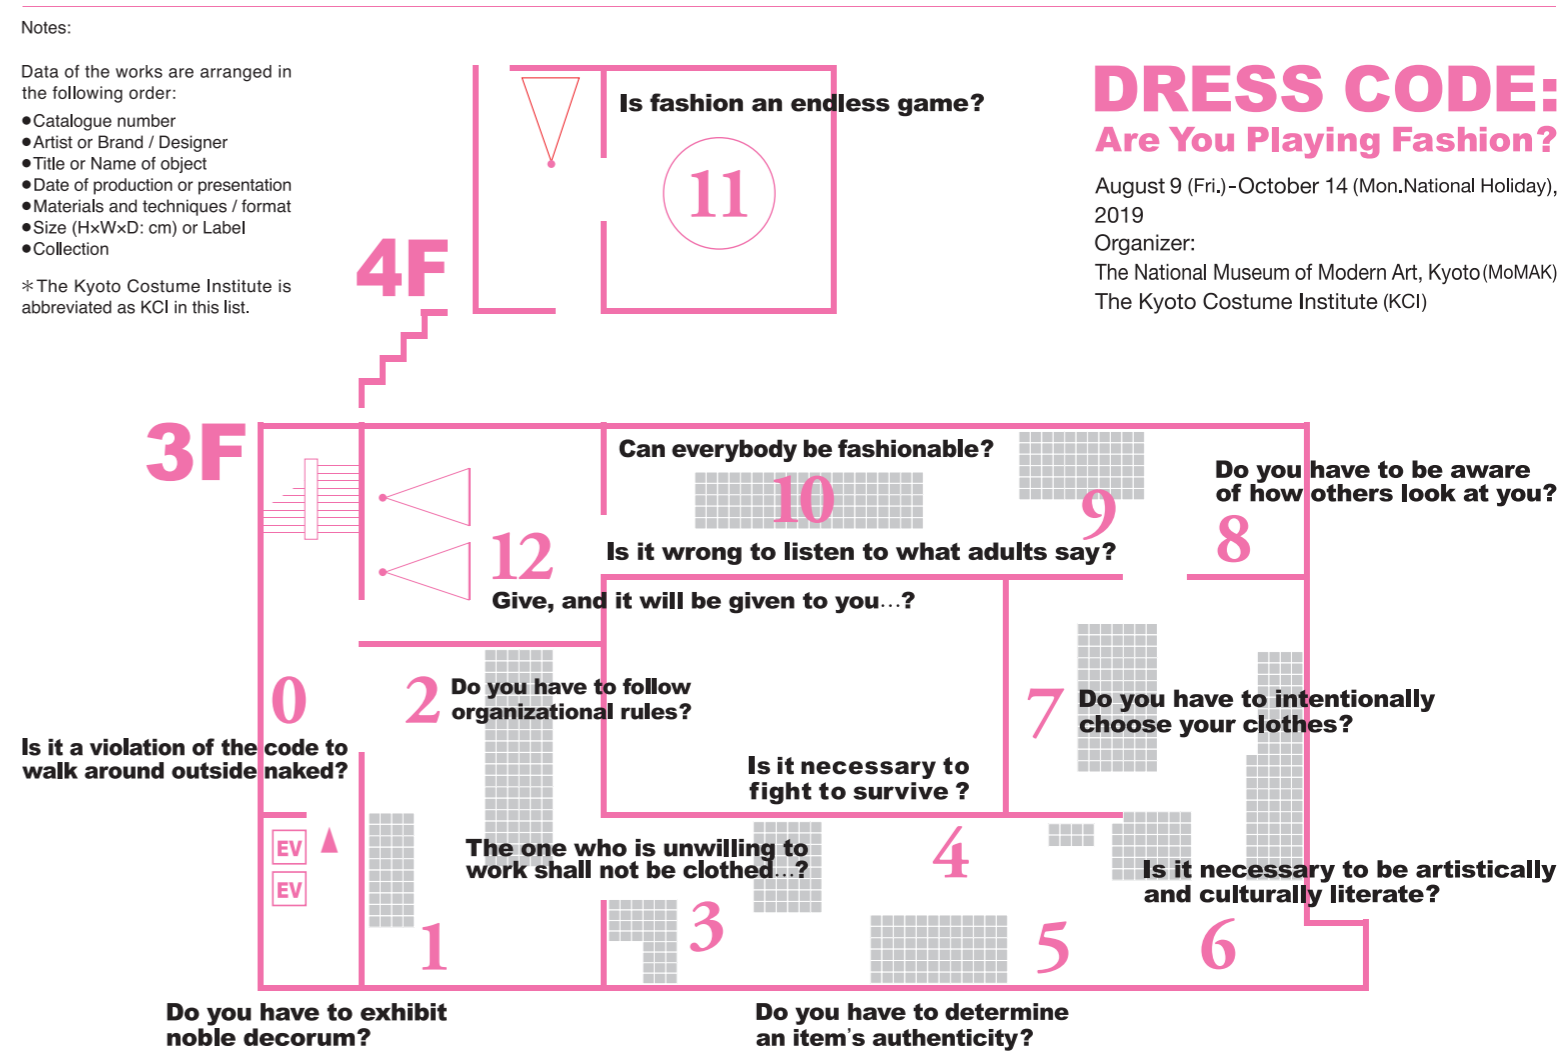 Notes:
Data of the works are arranged in
the following order:
●Catalogue number
●Artist or Brand / Designer
●Title or Name of object
●Date of production or presentation
●Materials and techniques / format
●Size (H×W×D: cm) or Label
●Collection
＊The Kyoto Costume Institute is
abbreviated as KCI in this list.
DRESS CODE:
Are You Playing Fashion?
August 9 (Fri.)-October 14 (Mon.National Holiday),
2019
Organizer:
The National Museum of Modern Art, Kyoto(MoMAK)
The Kyoto Costume Institute (KCI)
4F
Is fashion an endless game?
11
3F
Can everybody be fashionable?
10
9
Do you have to be aware
of how others look at you?
8
Is it wrong to listen to what adults say?
12
Give, and it will be given to you…?
0
Is it a violation of the code to
walk around outside naked?
2
Do you have to follow
organizational rules?
7
Do you have to intentionally
choose your clothes?
Is it necessary to
fight to survive ?
4
EV
EV
The one who is unwilling to
work shall not be clothed…?
3
Is it necessary to be artistically
and culturally literate?
6
1
5
Do you have to exhibit
noble decorum?
Do you have to determine
an item's authenticity?